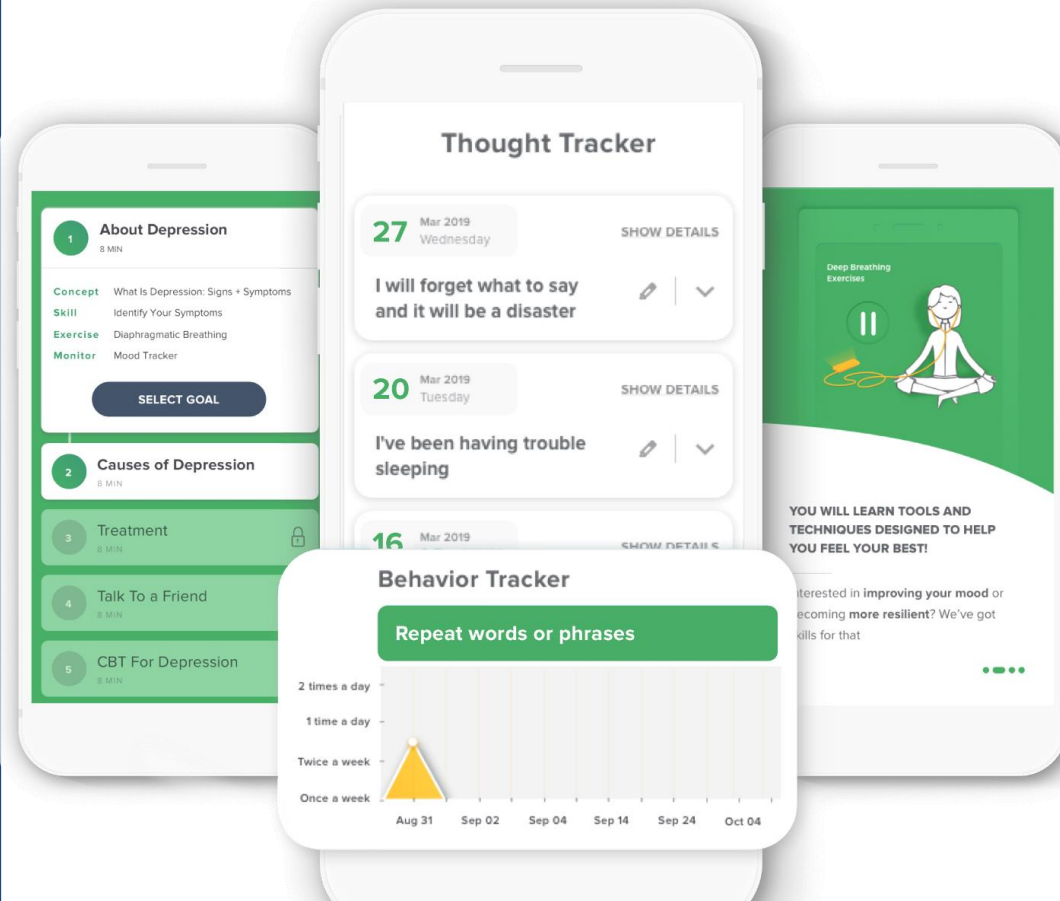 1
About Depression
8 MIN
Concept What Is Depression: Signs + Symptoms
Skill Identify Your Symptoms
Exercise Diaphragmatic Breathing
Monitor Mood Tracker
SELECT GOAL
2
Causes of Depression
8 MIN
3
Treatment
8 MIN
4
Talk To a Friend
8 MIN
5
CBT For Depression
8 MIN
Thought Tracker
27
Mar 2019
Wednesday
SHOW DETAILS
I will forget what to say
and it will be a disaster
20
Mar 2019
Tuesday
SHOW DETAILS
I've been having trouble
sleeping
16
Mar 2019
SHOW DETAILS
Behavior Tracker
Repeat words or phrases
2 times a day
1 time a day
Twice a week
Once a week
Aug 31 Sep 02 Sep 04 Sep 14 Sep 24 Oct 04
Deep Breathing
Exercises
YOU WILL LEARN TOOLS AND
TECHNIQUES DESIGNED TO HELP
YOU FEEL YOUR BEST!
in improving your mood or
more resilient? We've got
for that